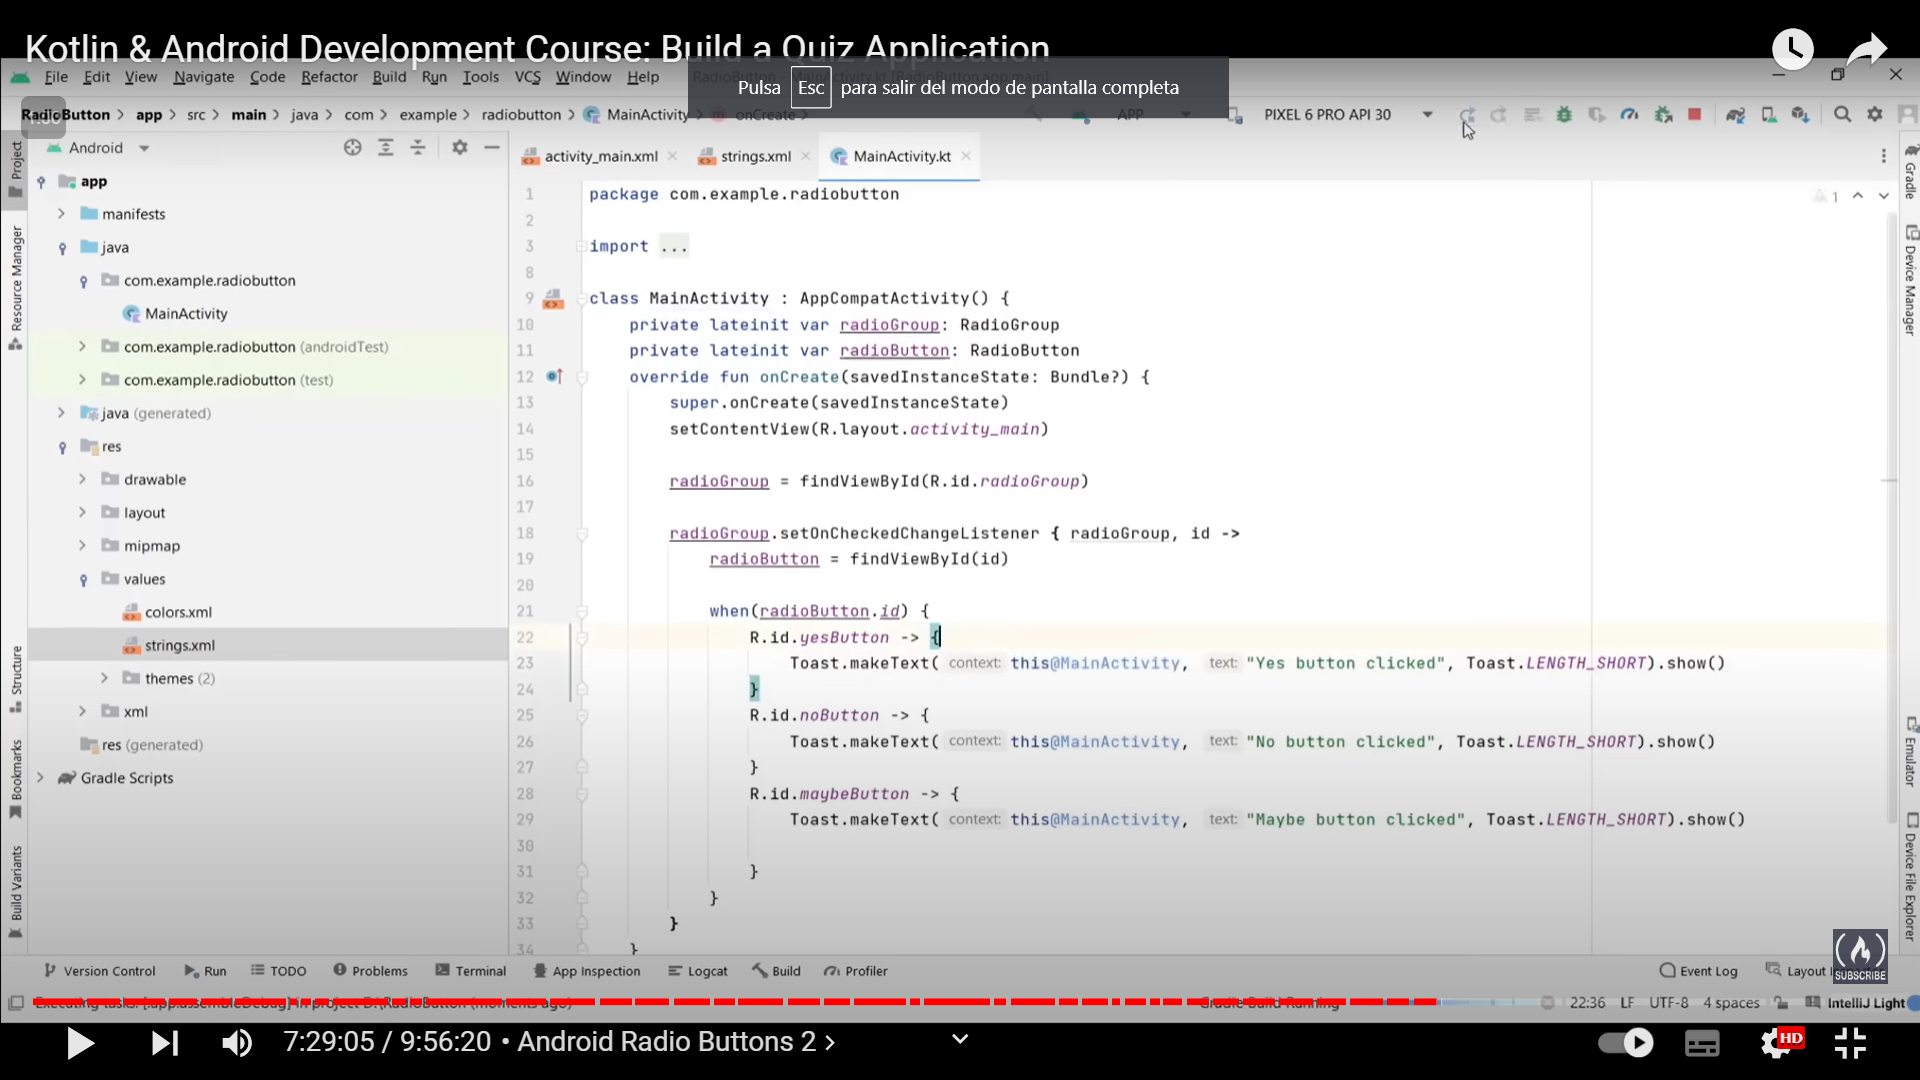 Kotlin & Android Development Course: Build a Quiz Application
File Edit View Navigate Code Refactor Build Run Tools VCS Window Help
Pulsa Esc para salir del modo de pantalla completa
RadioButton app src main java com example radiobutton MainActivity onCreate APP PIXEL 6 PRO API 30
Android
activity_main.xml strings.xml MainActivity.kt
Project
Resource Manager
Structure
Bookmarks
Build Variants
app
manifests
java
com.example.radiobutton
MainActivity
com.example.radiobutton (androidTest)
com.example.radiobutton (test)
java (generated)
res
drawable
layout
mipmap
values
colors.xml
strings.xml
themes (2)
xml
res (generated)
Gradle Scripts
1 package com.example.radiobutton 1
2
3 import ...
8
9 class MainActivity : AppCompatActivity() {
10 private lateinit var radioGroup: RadioGroup
11 private lateinit var radioButton: RadioButton
12 override fun onCreate(savedInstanceState: Bundle?) {
13 super.onCreate(savedInstanceState)
14 setContentView(R.layout.activity_main)
15
16 radioGroup = findViewById(R.id.radioGroup)
17
18 radioGroup.setOnCheckedChangeListener { radioGroup, id ->
19 radioButton = findViewById(id)
20
21 when(radioButton.id) {
22 R.id.yesButton -> {
23 Toast.makeText( context: this@MainActivity, text: "Yes button clicked", Toast.LENGTH_SHORT).show()
24 }
25 R.id.noButton -> {
26 Toast.makeText( context: this@MainActivity, text: "No button clicked", Toast.LENGTH_SHORT).show()
27 }
28 R.id.maybeButton -> {
29 Toast.makeText( context: this@MainActivity, text: "Maybe button clicked", Toast.LENGTH_SHORT).show()
30
31 }
32 }
33 }
34 }
Gradle
Device Manager
Emulator
Device File Explorer
SUBSCRIBE
Version Control Run TODO Problems Terminal App Inspection Logcat Build Profiler Event Log Layout
Executing tasks: [:app:assembleDebug] in project D:\RadioButton (moments ago) Gradle Build Running 22:36 LF UTF-8 4 spaces IntelliJ Light
7:29:05 / 9:56:20 • Android Radio Buttons 2 HD